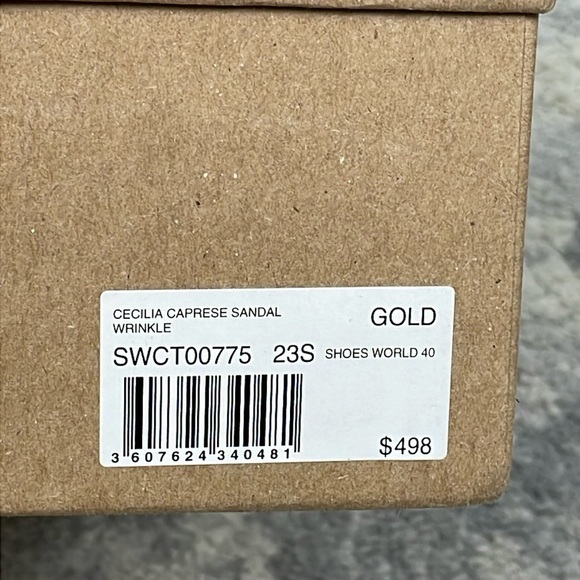 CECILIA CAPRESE SANDAL
WRINKLE
GOLD
SWCT00775 23S SHOES WORLD 40
3 607624 340481
$498